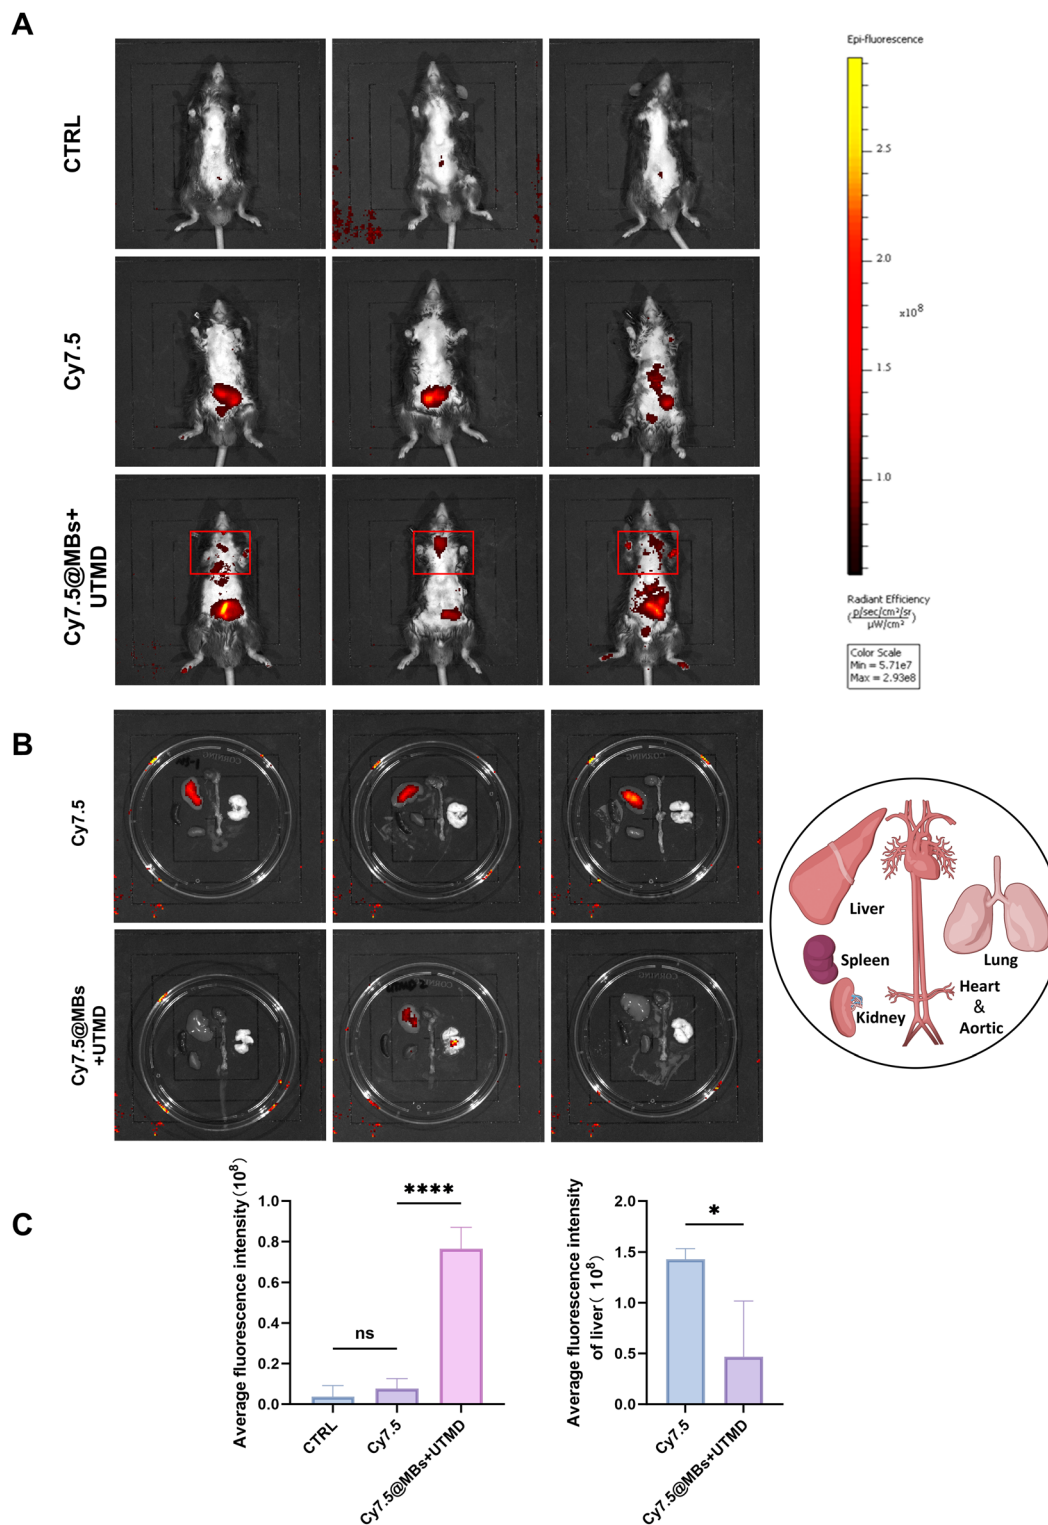 A
CTRL
Cy7.5
Cy7.5@MBs+
UTMD
Epi-fluorescence
2.5
2.0
x10⁸
1.5
1.0
Radiant Efficiency
(p/sec/cm²/sr
µW/cm²)
Color Scale
Min = 5.71e7
Max = 2.93e8
B
Cy7.5
Cy7.5@MBs
+UTMD
CORNING
CORNING
CORNING
CORNING
Liver
Spleen
Kidney
Lung
Heart
&
Aortic
C
Average fluorescence intensity(10⁸)
1.0
0.8
0.6
0.4
0.2
0.0
ns
****
CTRL
Cy7.5
Cy7.5@MBs+UTMD
Average fluorescence intensity
of liver( 10⁸)
2.0
1.5
1.0
0.5
0.0
*
Cy7.5
Cy7.5@MBs+UTMD